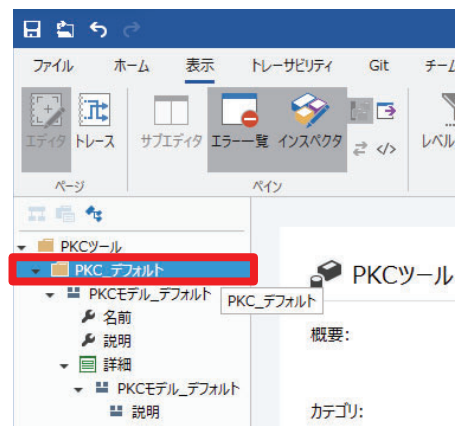 ファイル ホーム 表示 トレーサビリティ Git チーム
エディタ トレース サブエディタ エラー一覧 インスペクタ レベル
ページ ペイン
PKCツール
PKC_デフォルト
PKCツール
PKCモデル_デフォルト
PKC_デフォルト
名前
説明
概要:
詳細
PKCモデル_デフォルト
説明
カテゴリ: